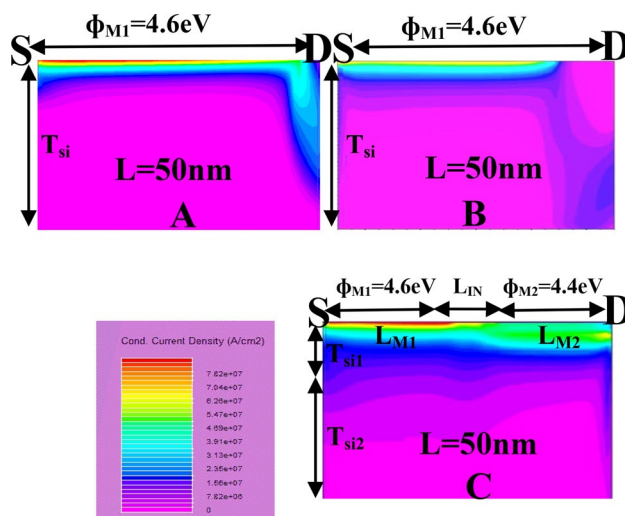 ϕM1=4.6eV
ϕM1=4.6eV
S D S D
Tsi
L=50nm
A
Tsi
L=50nm
B
ϕM1=4.6eV LIN ϕM2=4.4eV
S D
LM1 LM2
Tsi1
Tsi2
L=50nm
C
Cond. Current Density (A/cm2)
7.82e+07
7.04e+07
6.26e+07
5.47e+07
4.69e+07
3.91e+07
3.13e+07
2.35e+07
1.56e+07
7.82e+06
0